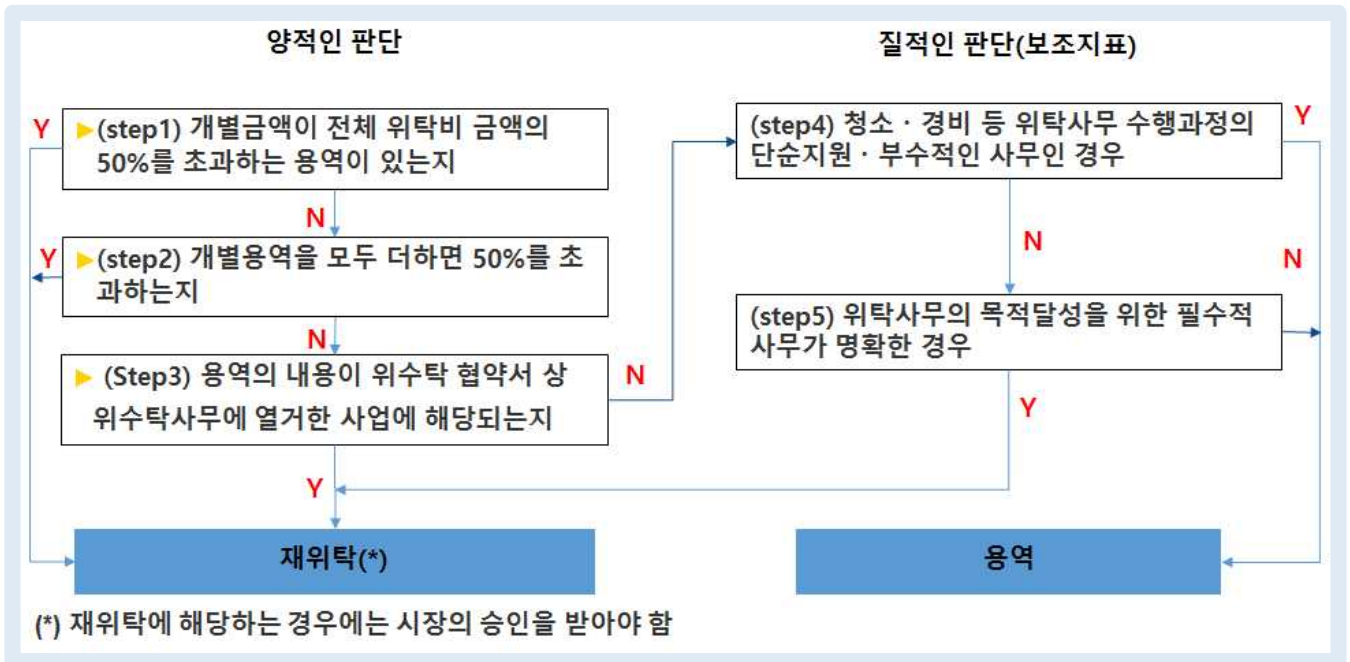 양적인 판단
Y
▶(step1) 개별금액이 전체 위탁비 금액의
50%를 초과하는 용역이 있는지
N
Y
▶(step2) 개별용역을 모두 더하면 50%를 초
과하는지
N
▶ (Step3) 용역의 내용이 위수탁 협약서 상
위수탁사무에 열거한 사업에 해당되는지
N
Y
질적인 판단(보조지표)
(step4) 청소 · 경비 등 위탁사무 수행과정의
단순지원 · 부수적인 사무인 경우
Y
N
N
(step5) 위탁사무의 목적달성을 위한 필수적
사무가 명확한 경우
Y
재위탁(*)
용역
(*) 재위탁에 해당하는 경우에는 시장의 승인을 받아야 함